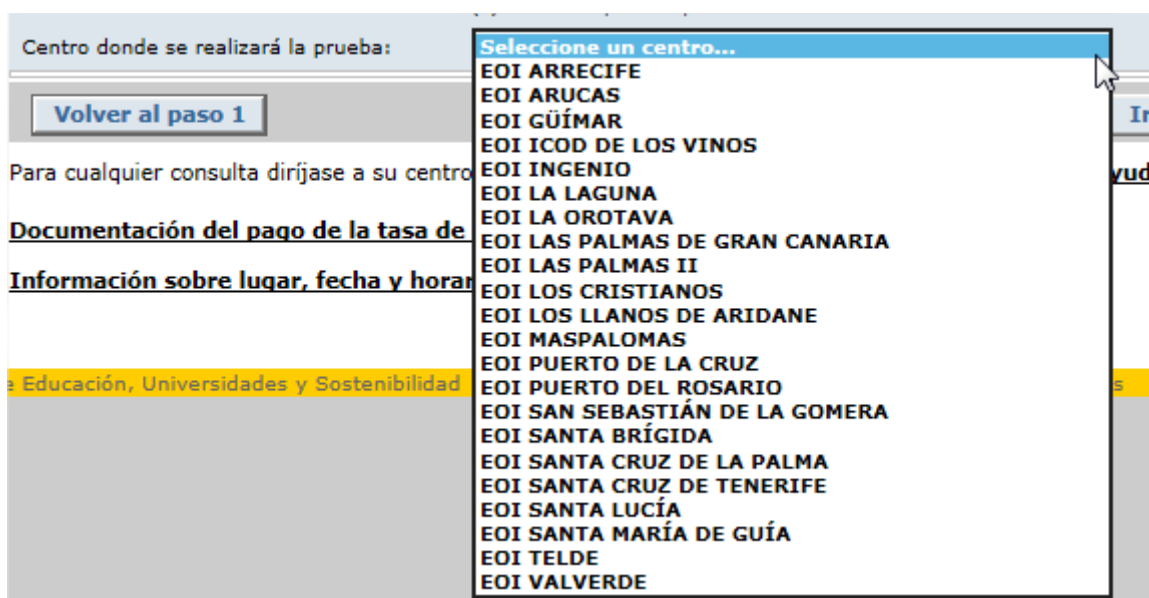 Centro donde se realizará la prueba:
Seleccione un centro...
EOI ARRECIFE
EOI ARUCAS
EOI GÜÍMAR
EOI ICOD DE LOS VINOS
EOI INGENIO
EOI LA LAGUNA
EOI LA OROTAVA
EOI LAS PALMAS DE GRAN CANARIA
EOI LAS PALMAS II
EOI LOS CRISTIANOS
EOI LOS LLANOS DE ARIDANE
EOI MASPALOMAS
EOI PUERTO DE LA CRUZ
EOI PUERTO DEL ROSARIO
EOI SAN SEBASTIÁN DE LA GOMERA
EOI SANTA BRÍGIDA
EOI SANTA CRUZ DE LA PALMA
EOI SANTA CRUZ DE TENERIFE
EOI SANTA LUCÍA
EOI SANTA MARÍA DE GUÍA
EOI TELDE
EOI VALVERDE
Volver al paso 1
Para cualquier consulta diríjase a su centro
Documentación del pago de la tasa de
Información sobre lugar, fecha y horar
e Educación, Universidades y Sostenibilidad